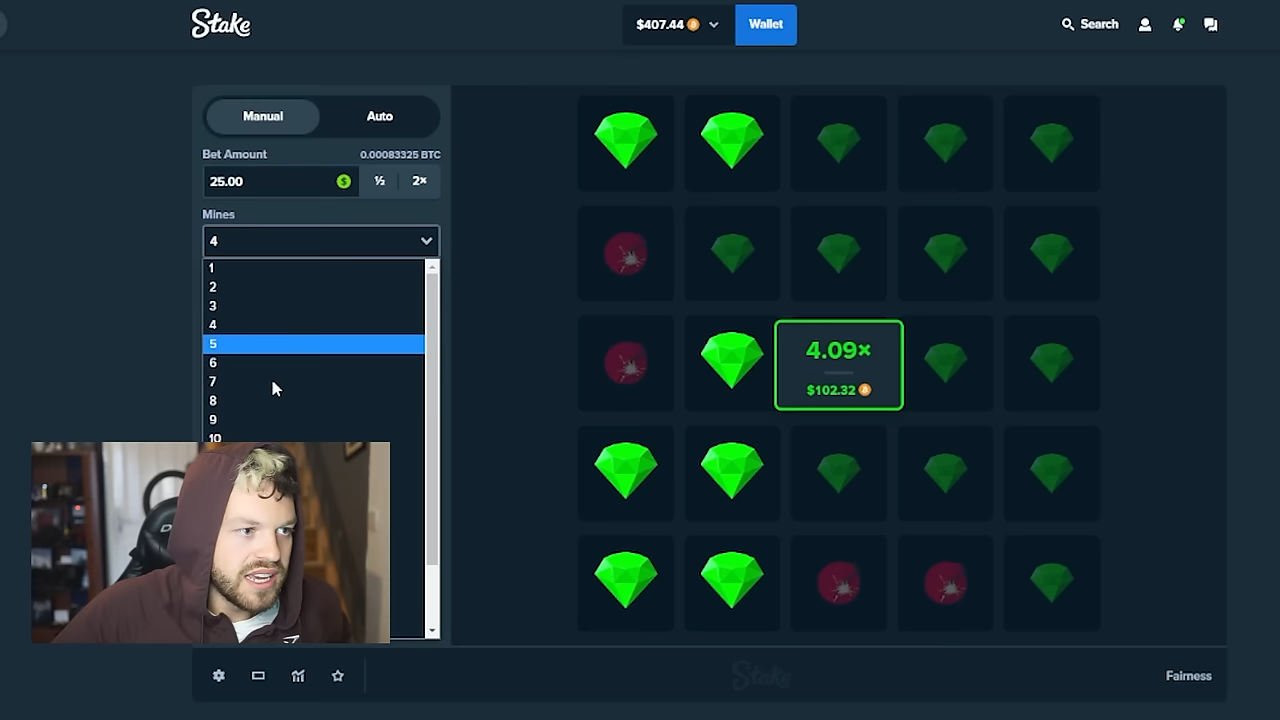 Stake
$407.44
Wallet
Search
Manual
Auto
Bet Amount
0.00083325 BTC
25.00
½
2×
Mines
4
1
2
3
4
5
6
7
8
9
10
4.09×
$102.32
Stake
Fairness